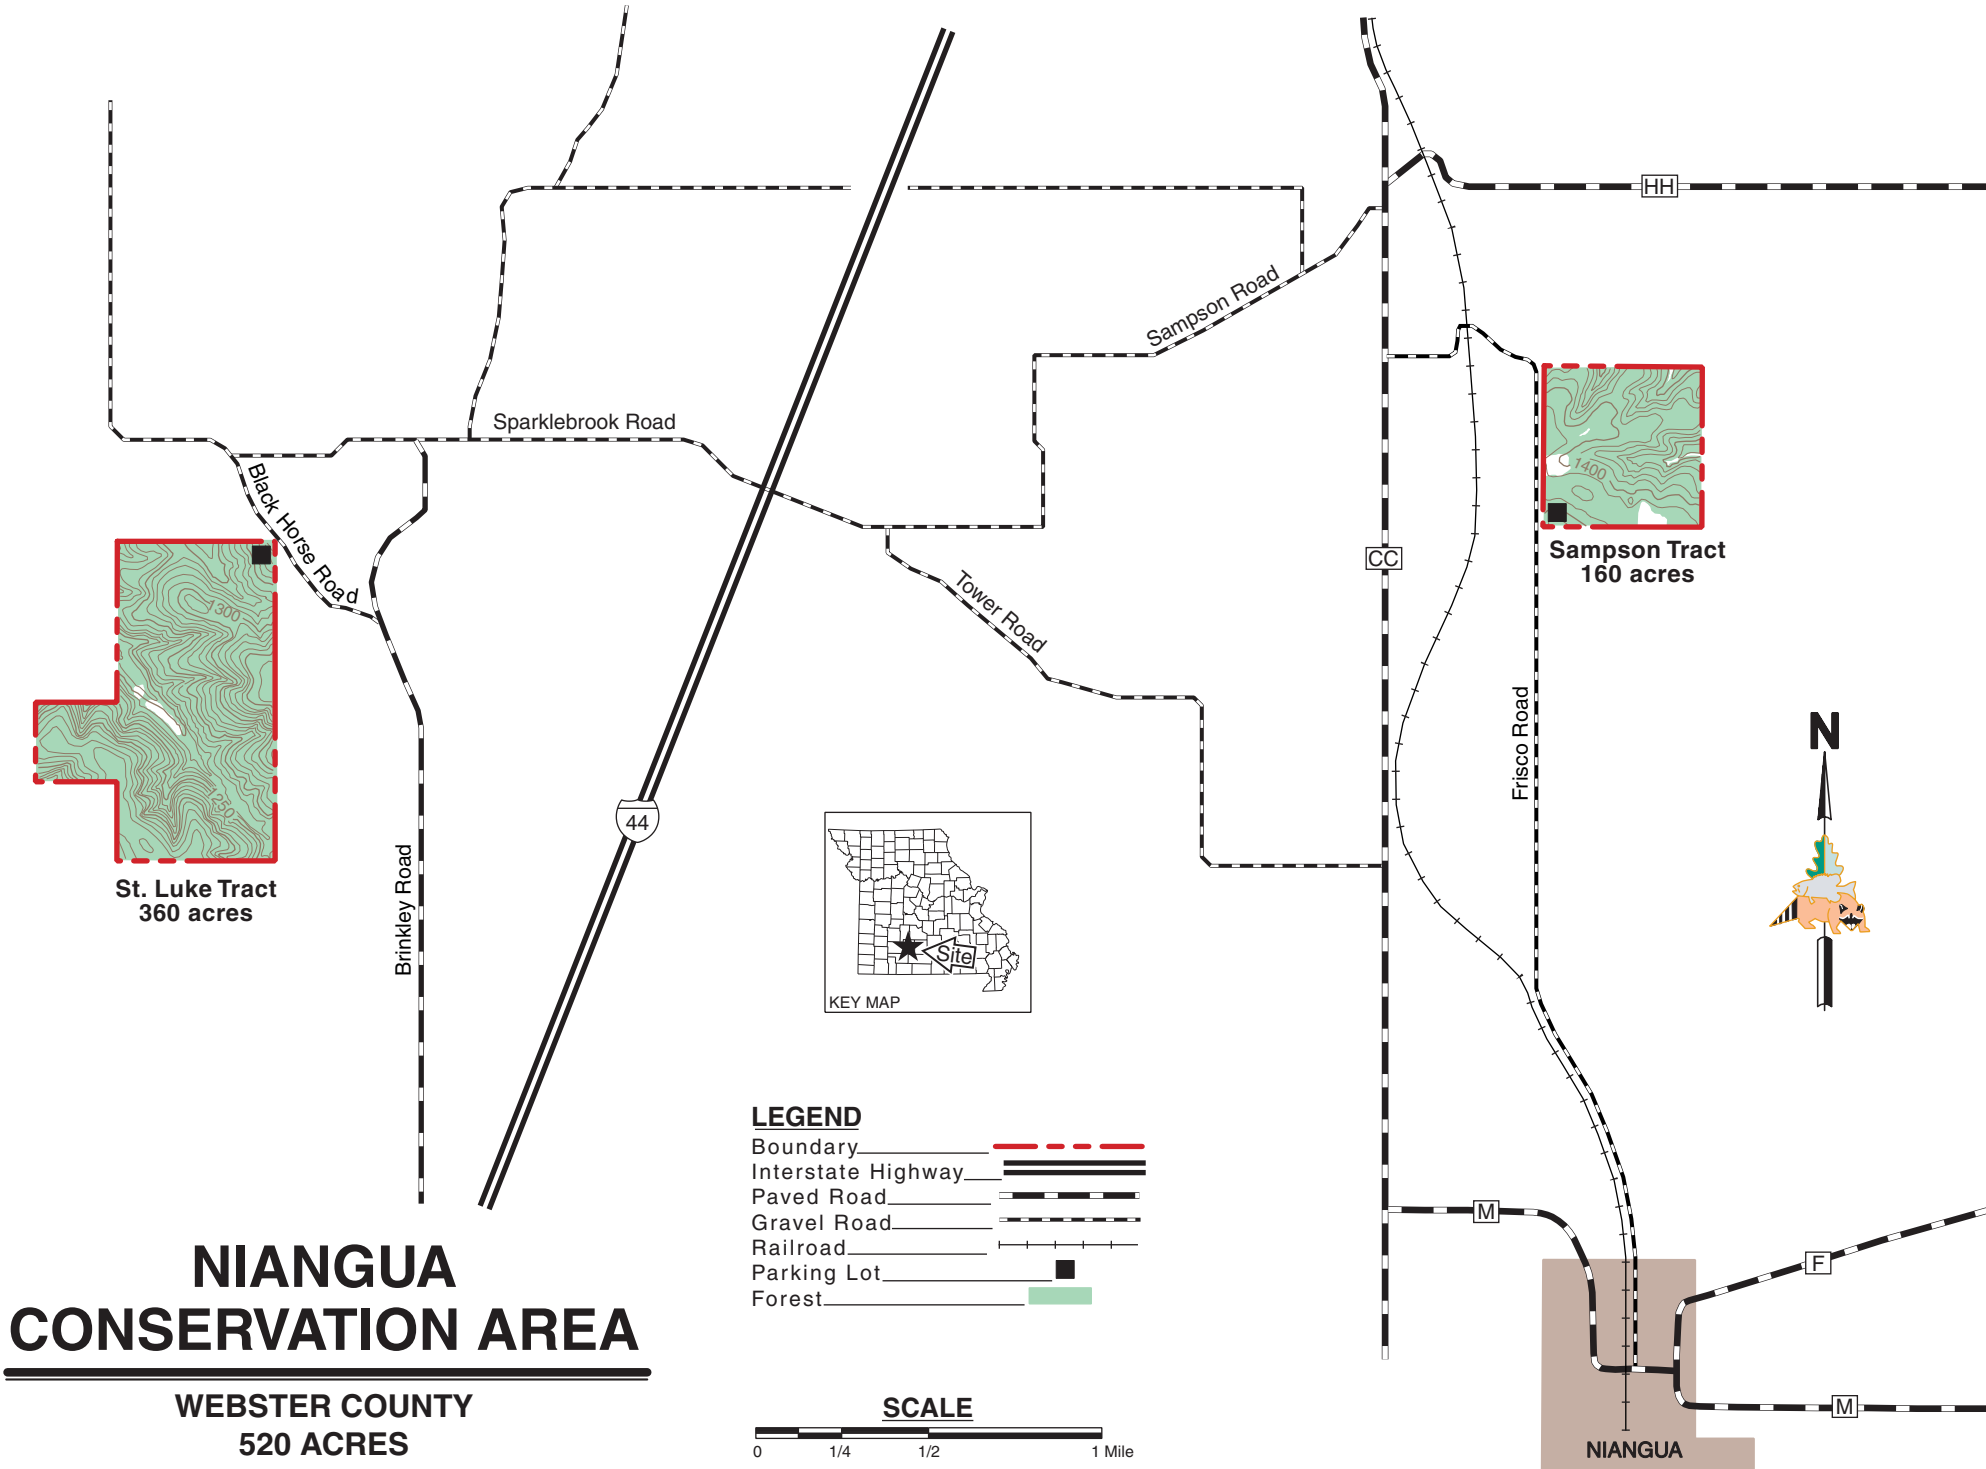 HH
Sampson Road
Sparklebrook Road
Black Horse Road
1400
Sampson Tract
160 acres
CC
1300
Tower Road
Frisco Road
N
1250
44
St. Luke Tract
360 acres
Brinkley Road
Site
KEY MAP
LEGEND
Boundary
Interstate Highway
Paved Road
Gravel Road
Railroad
Parking Lot
Forest
M
F
NIANGUA
CONSERVATION AREA
WEBSTER COUNTY
520 ACRES
SCALE
0 1/4 1/2 1 Mile
M
NIANGUA